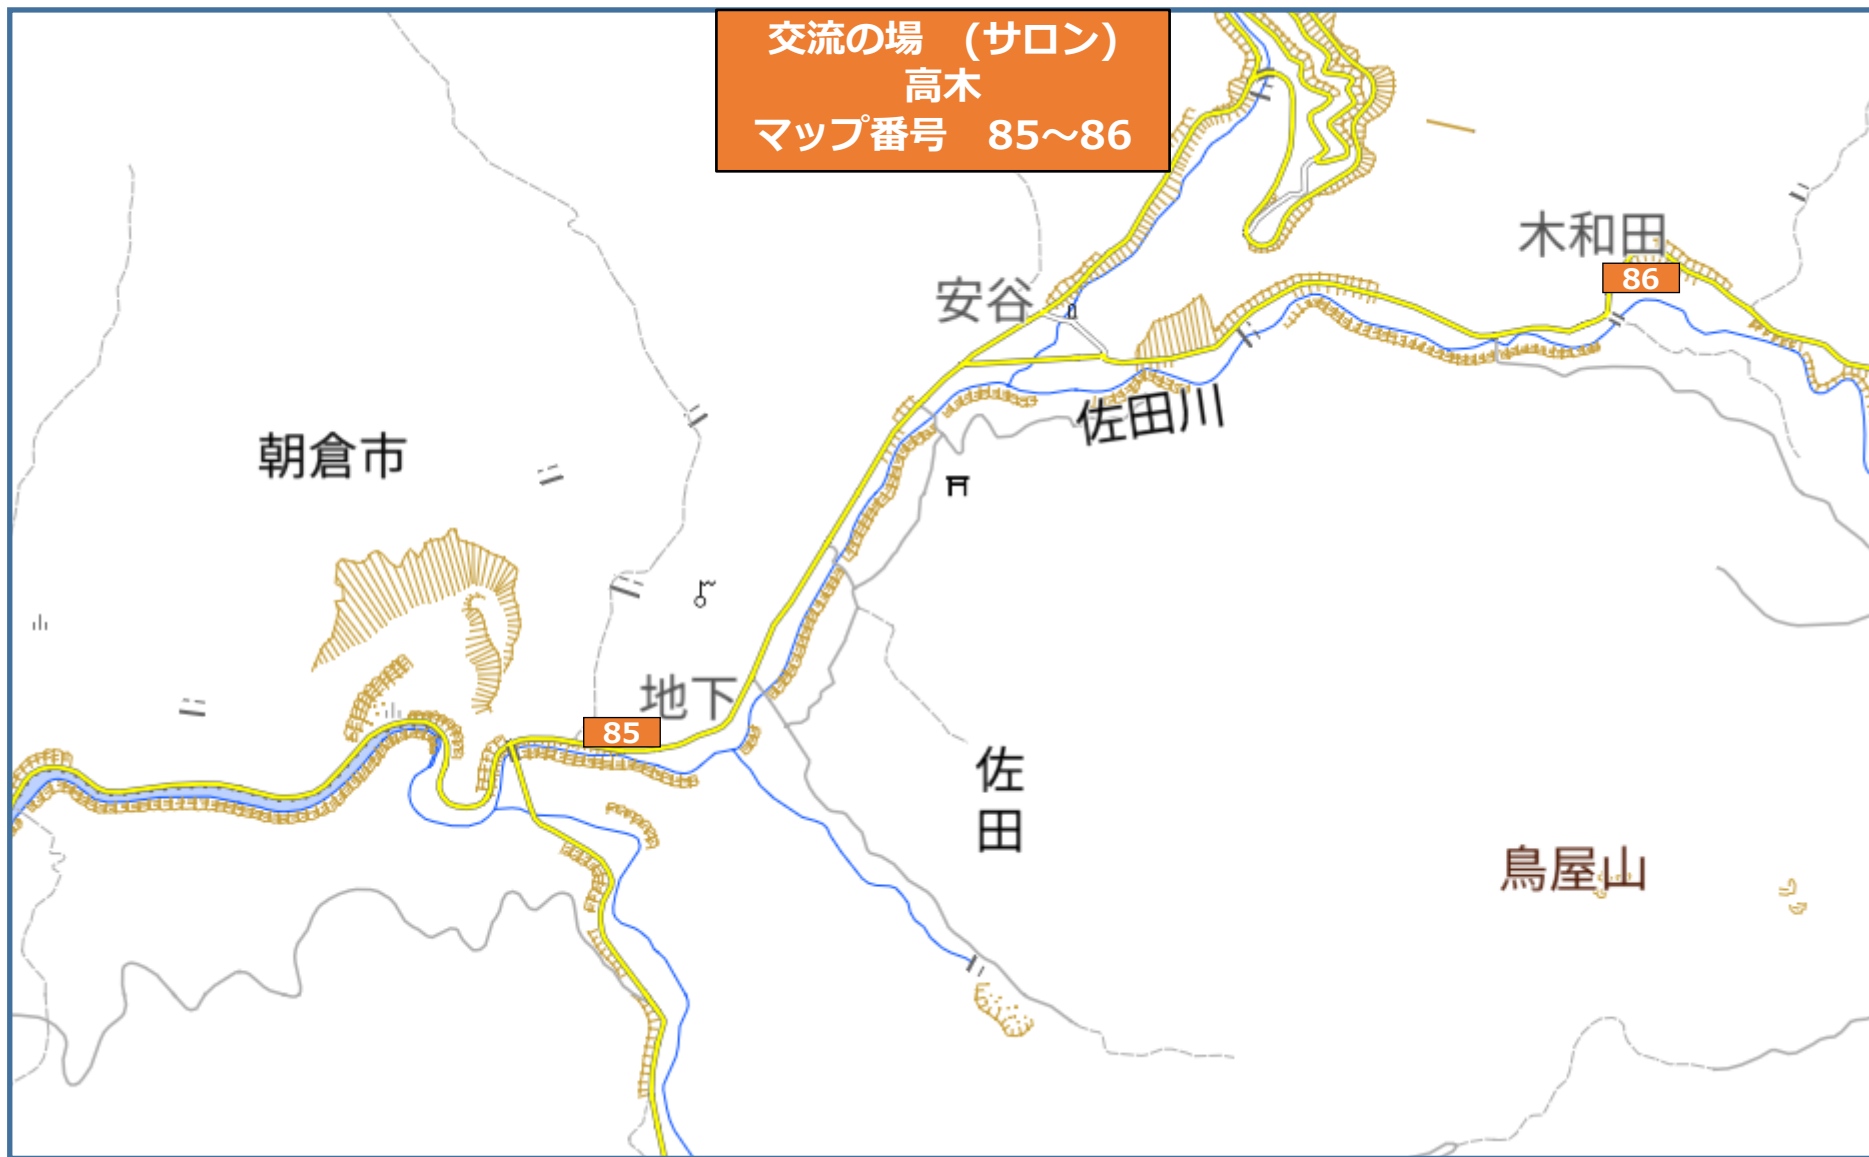 交流の場　(サロン)
高木
マップ番号　85～86
木和田
86
安谷
佐田川
朝倉市
地下
85
佐田
鳥屋山